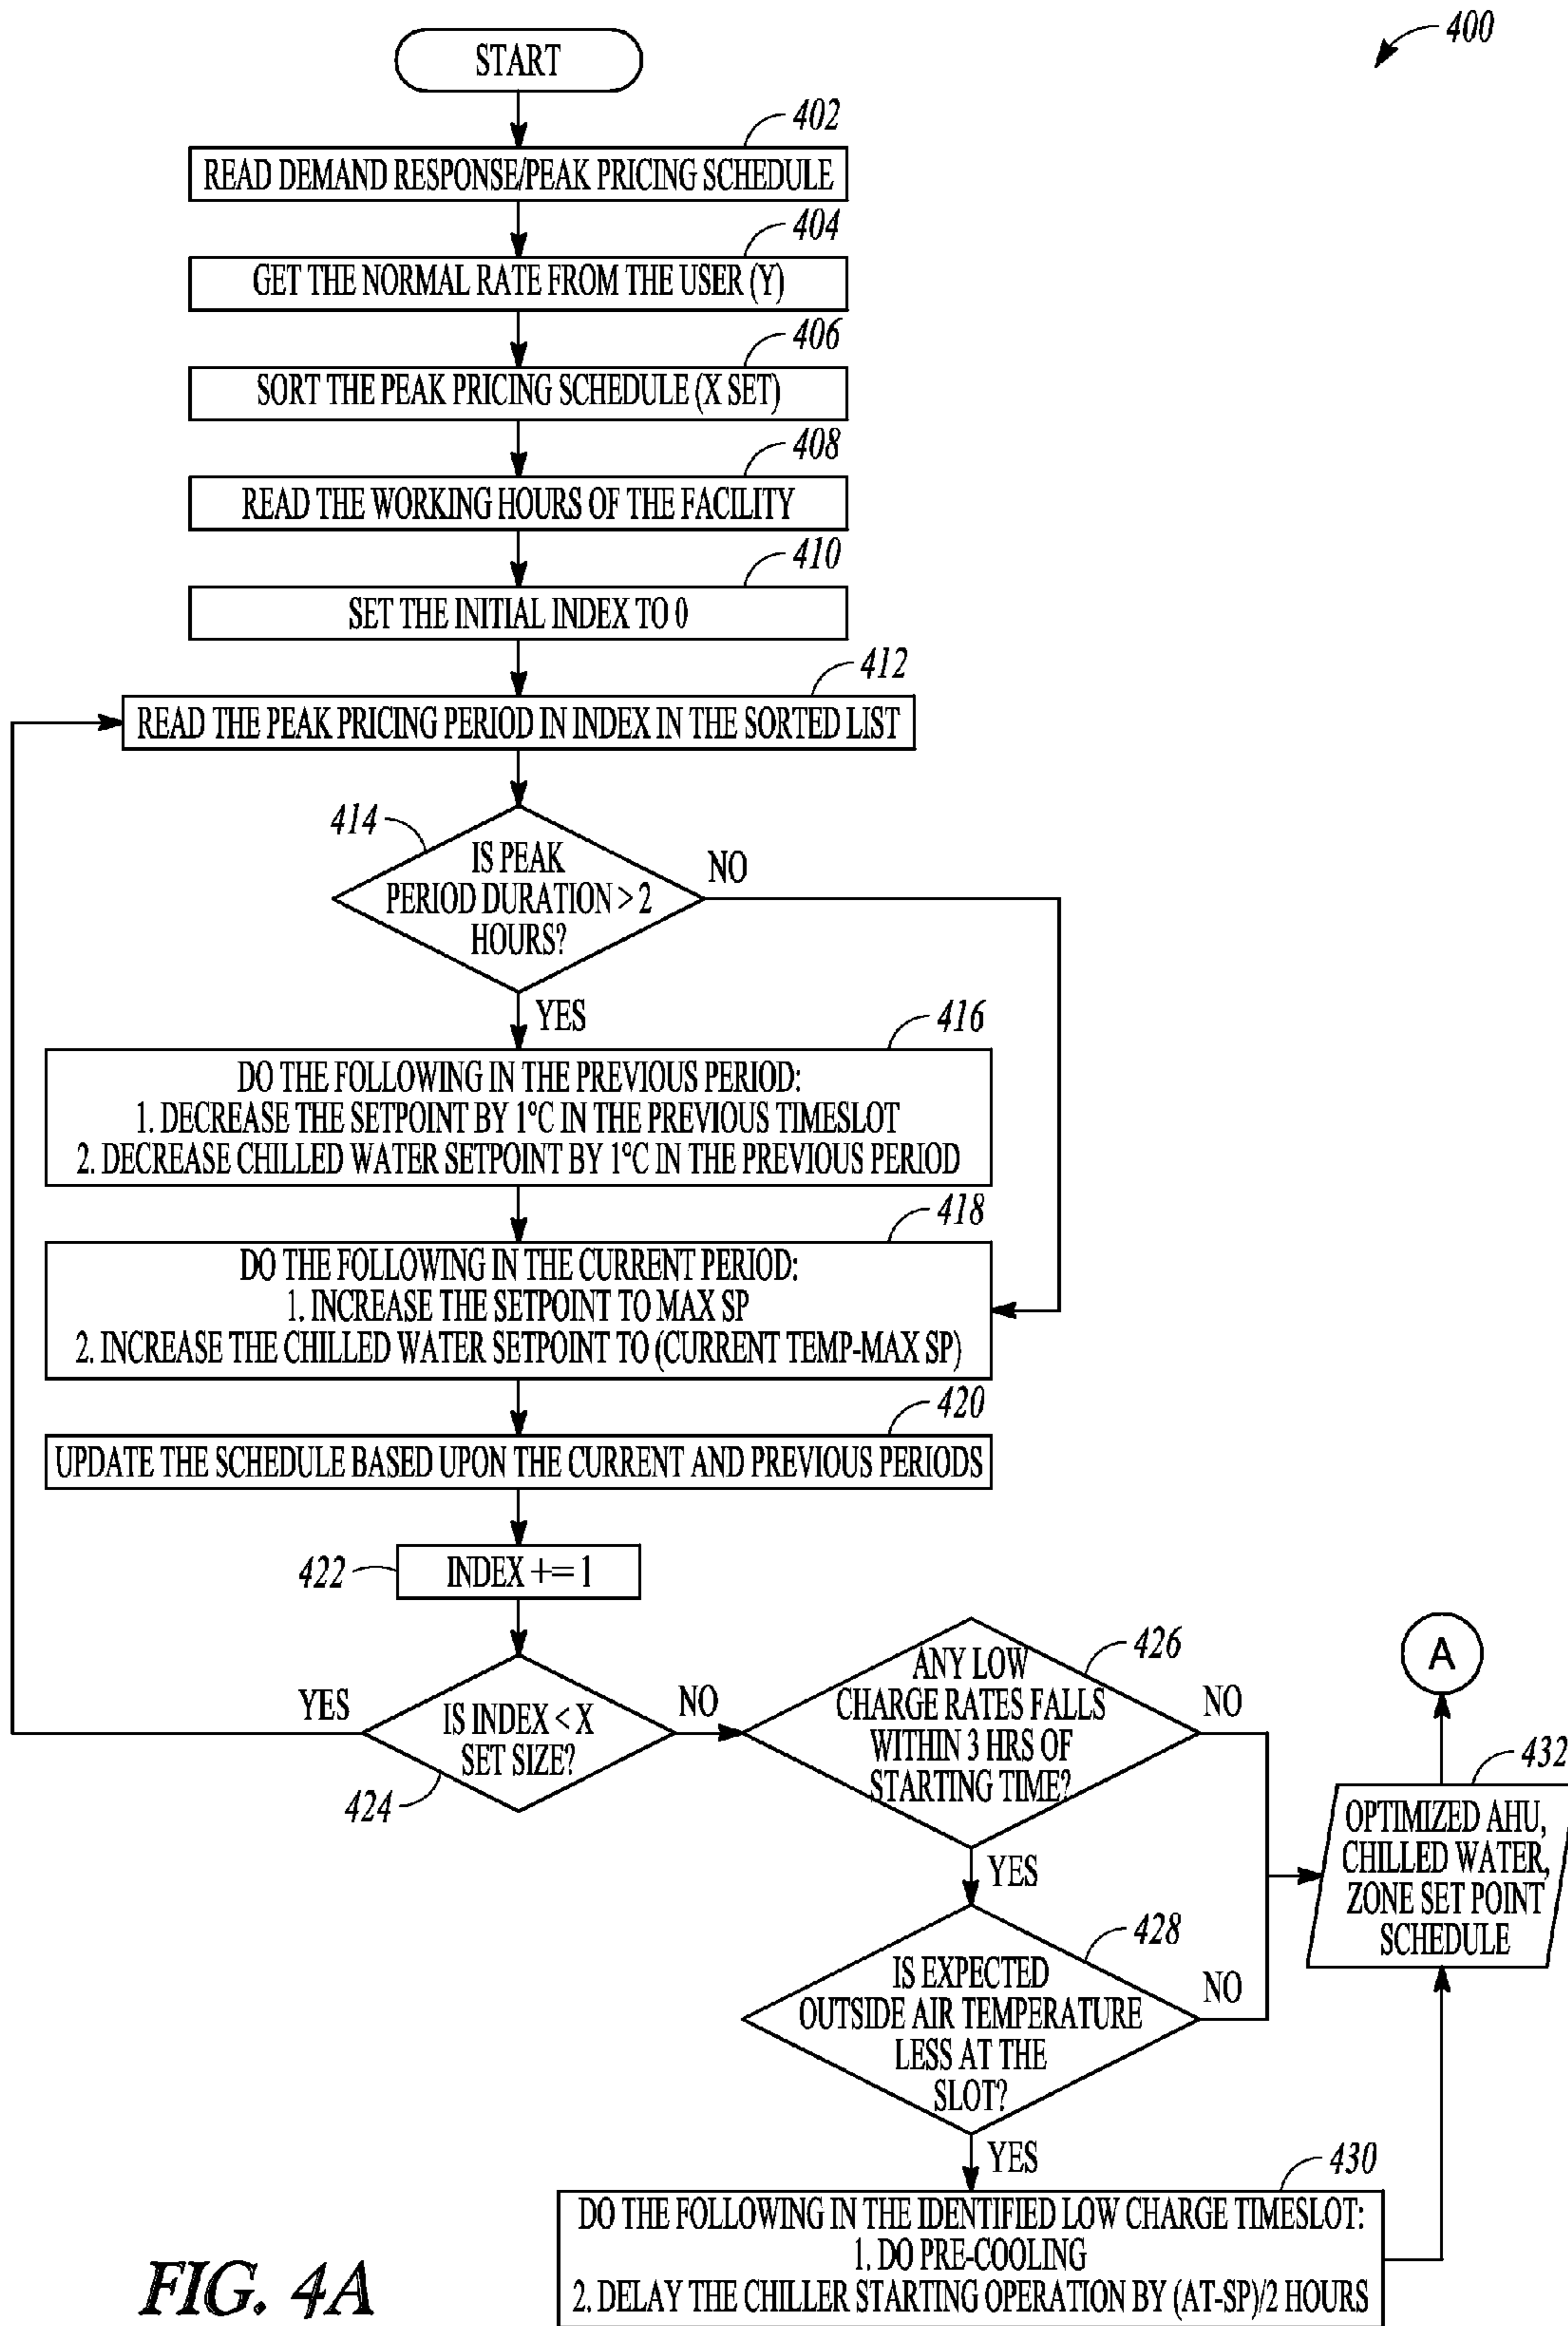 400
START
402
READ DEMAND RESPONSE/PEAK PRICING SCHEDULE
404
GET THE NORMAL RATE FROM THE USER (Y)
406
SORT THE PEAK PRICING SCHEDULE (X SET)
408
READ THE WORKING HOURS OF THE FACILITY
410
SET THE INITIAL INDEX TO 0
412
READ THE PEAK PRICING PERIOD IN INDEX IN THE SORTED LIST
414
IS PEAK
PERIOD DURATION > 2
HOURS?
NO
YES
416
DO THE FOLLOWING IN THE PREVIOUS PERIOD:
1. DECREASE THE SETPOINT BY 1°C IN THE PREVIOUS TIMESLOT
2. DECREASE CHILLED WATER SETPOINT BY 1°C IN THE PREVIOUS PERIOD
418
DO THE FOLLOWING IN THE CURRENT PERIOD:
1. INCREASE THE SETPOINT TO MAX SP
2. INCREASE THE CHILLED WATER SETPOINT TO (CURRENT TEMP-MAX SP)
420
UPDATE THE SCHEDULE BASED UPON THE CURRENT AND PREVIOUS PERIODS
422
INDEX += 1
424
IS INDEX < X
SET SIZE?
YES
NO
426
ANY LOW
CHARGE RATES FALLS
WITHIN 3 HRS OF
STARTING TIME?
NO
YES
428
IS EXPECTED
OUTSIDE AIR TEMPERATURE
LESS AT THE
SLOT?
NO
YES
430
DO THE FOLLOWING IN THE IDENTIFIED LOW CHARGE TIMESLOT:
1. DO PRE-COOLING
2. DELAY THE CHILLER STARTING OPERATION BY (AT-SP)/2 HOURS
432
OPTIMIZED AHU,
CHILLED WATER,
ZONE SET POINT
SCHEDULE
A
FIG. 4A